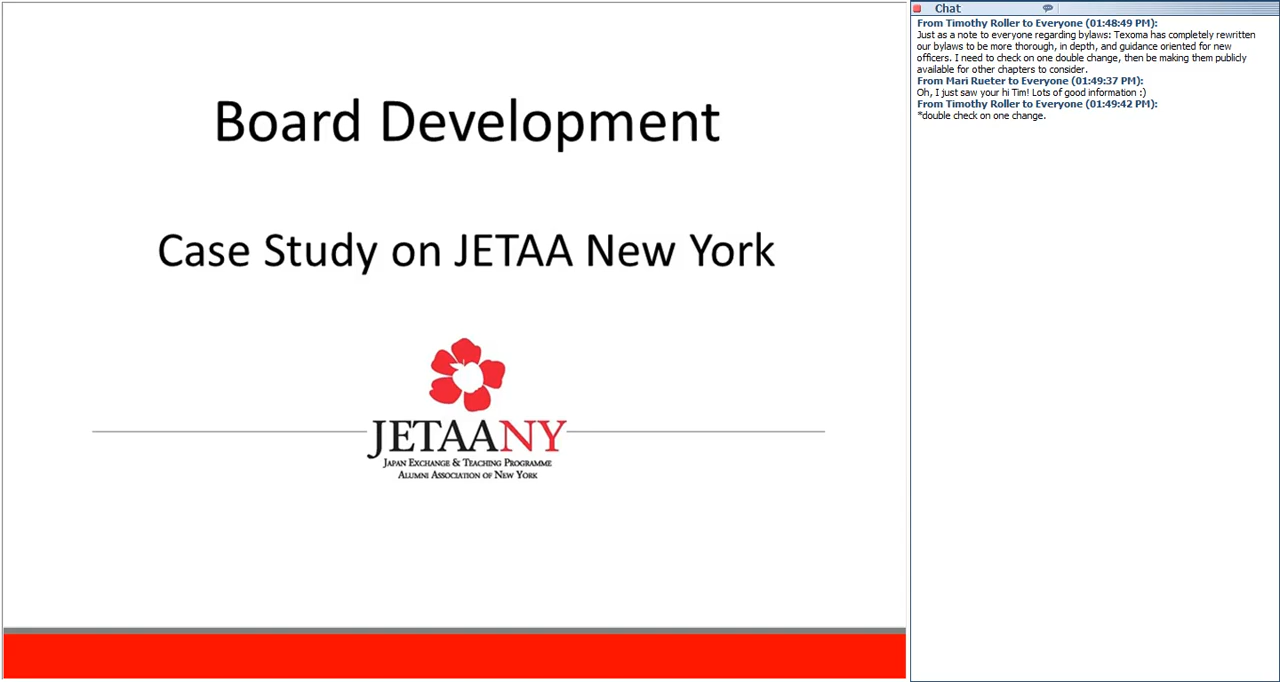 Board Development
Case Study on JETAA New York
JETAANY
JAPAN EXCHANGE & TEACHING PROGRAMME
ALUMNI ASSOCIATION OF NEW YORK
Chat
From Timothy Roller to Everyone (01:48:49 PM):
Just as a note to everyone regarding bylaws: Texoma has completely rewritten
our bylaws to be more thorough, in depth, and guidance oriented for new
officers. I need to check on one double change, then be making them publicly
available for other chapters to consider.
From Mari Rueter to Everyone (01:49:37 PM):
Oh, I just saw your hi Tim! Lots of good information :)
From Timothy Roller to Everyone (01:49:42 PM):
*double check on one change.